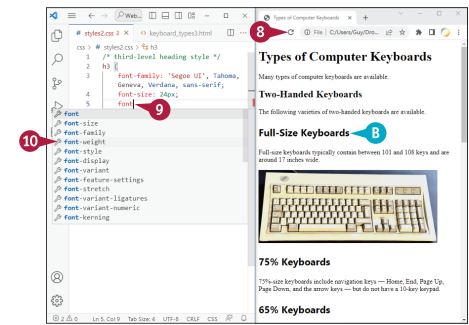 Web...
# styles2.css 2 ×
<> keyboard_types3.html
css > # styles2.css > h3
1 /* third-level heading style */
2 h3 {
3 font-family: 'Segoe UI', Tahoma,
Geneva, Verdana, sans-serif;
4 font-size: 24px;
5 font
9
10
font
font-size
font-family
font-weight
font-style
font-display
font-variant
font-feature-settings
font-stretch
font-variant-ligatures
font-variant-numeric
font-kerning
2 0 Ln 5, Col 9 Tab Size: 4 UTF-8 CRLF CSS
Types of Computer Keyboards ×
8
File C:/Users/Guy/Dro...
Types of Computer Keyboards
Many types of computer keyboards are available.
Two-Handed Keyboards
The following varieties of two-handed keyboards are available.
Full-Size Keyboards
B
Full-size keyboards typically contain between 101 and 108 keys and are
around 17 inches wide.
75% Keyboards
75%-size keyboards include navigation keys — Home, End, Page Up,
Page Down, and the arrow keys — but do not have a 10-key keypad.
65% Keyboards